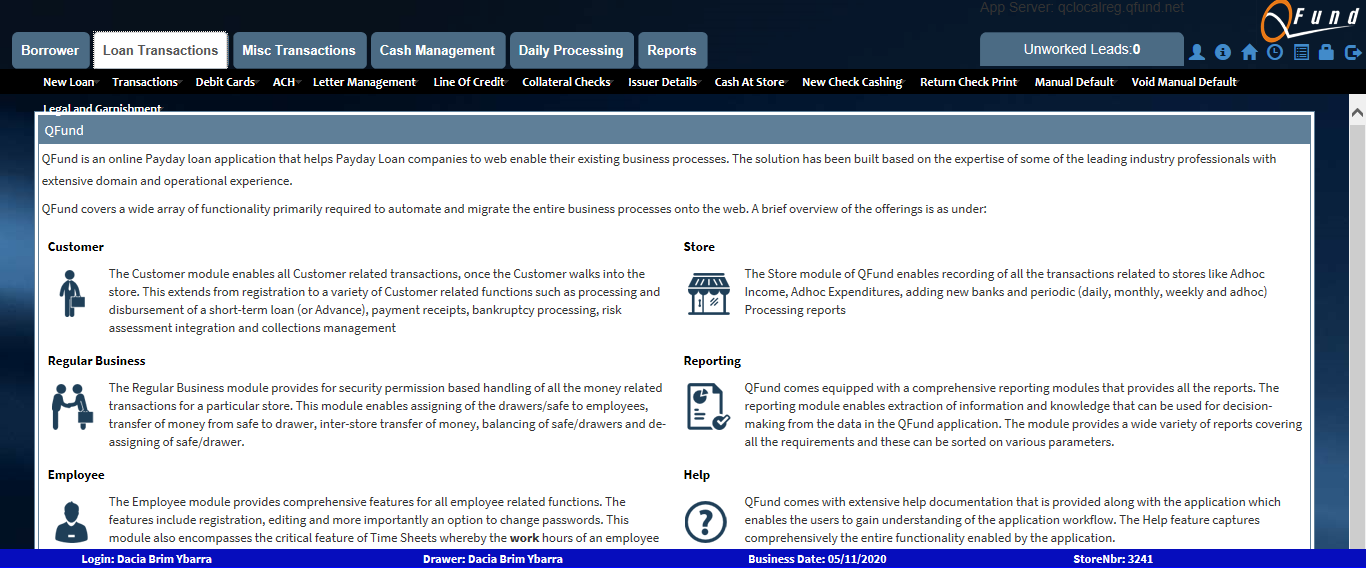 App Server: qclocalreg.qfund.net
QFund
Borrower Loan Transactions Misc Transactions Cash Management Daily Processing Reports Unworked Leads:0
New Loan Transactions Debit Cards ACH Letter Management Line Of Credit Collateral Checks Issuer Details Cash At Store New Check Cashing Return Check Print Manual Default Void Manual Default
Legal and Garnishment
QFund
QFund is an online Payday loan application that helps Payday Loan companies to web enable their existing business processes. The solution has been built based on the expertise of some of the leading industry professionals with
extensive domain and operational experience.
QFund covers a wide array of functionality primarily required to automate and migrate the entire business processes onto the web. A brief overview of the offerings is as under:
Customer
The Customer module enables all Customer related transactions, once the Customer walks into the
store. This extends from registration to a variety of Customer related functions such as processing and
disbursement of a short-term loan (or Advance), payment receipts, bankruptcy processing, risk
assessment integration and collections management
Store
The Store module of QFund enables recording of all the transactions related to stores like Adhoc
Income, Adhoc Expenditures, adding new banks and periodic (daily, monthly, weekly and adhoc)
Processing reports
Regular Business
The Regular Business module provides for security permission based handling of all the money related
transactions for a particular store. This module enables assigning of the drawers/safe to employees,
transfer of money from safe to drawer, inter-store transfer of money, balancing of safe/drawers and de-
assigning of safe/drawer.
Reporting
QFund comes equipped with a comprehensive reporting modules that provides all the reports. The
reporting module enables extraction of information and knowledge that can be used for decision-
making from the data in the QFund application. The module provides a wide variety of reports covering
all the requirements and these can be sorted on various parameters.
Employee
The Employee module provides comprehensive features for all employee related functions. The
features include registration, editing and more importantly an option to change passwords. This
module also encompasses the critical feature of Time Sheets whereby the work hours of an employee
Help
QFund comes with extensive help documentation that is provided along with the application which
enables the users to gain understanding of the application workflow. The Help feature captures
comprehensively the entire functionality enabled by the application.
Login: Dacia Brim Ybarra Drawer: Dacia Brim Ybarra Business Date: 05/11/2020 StoreNbr: 3241